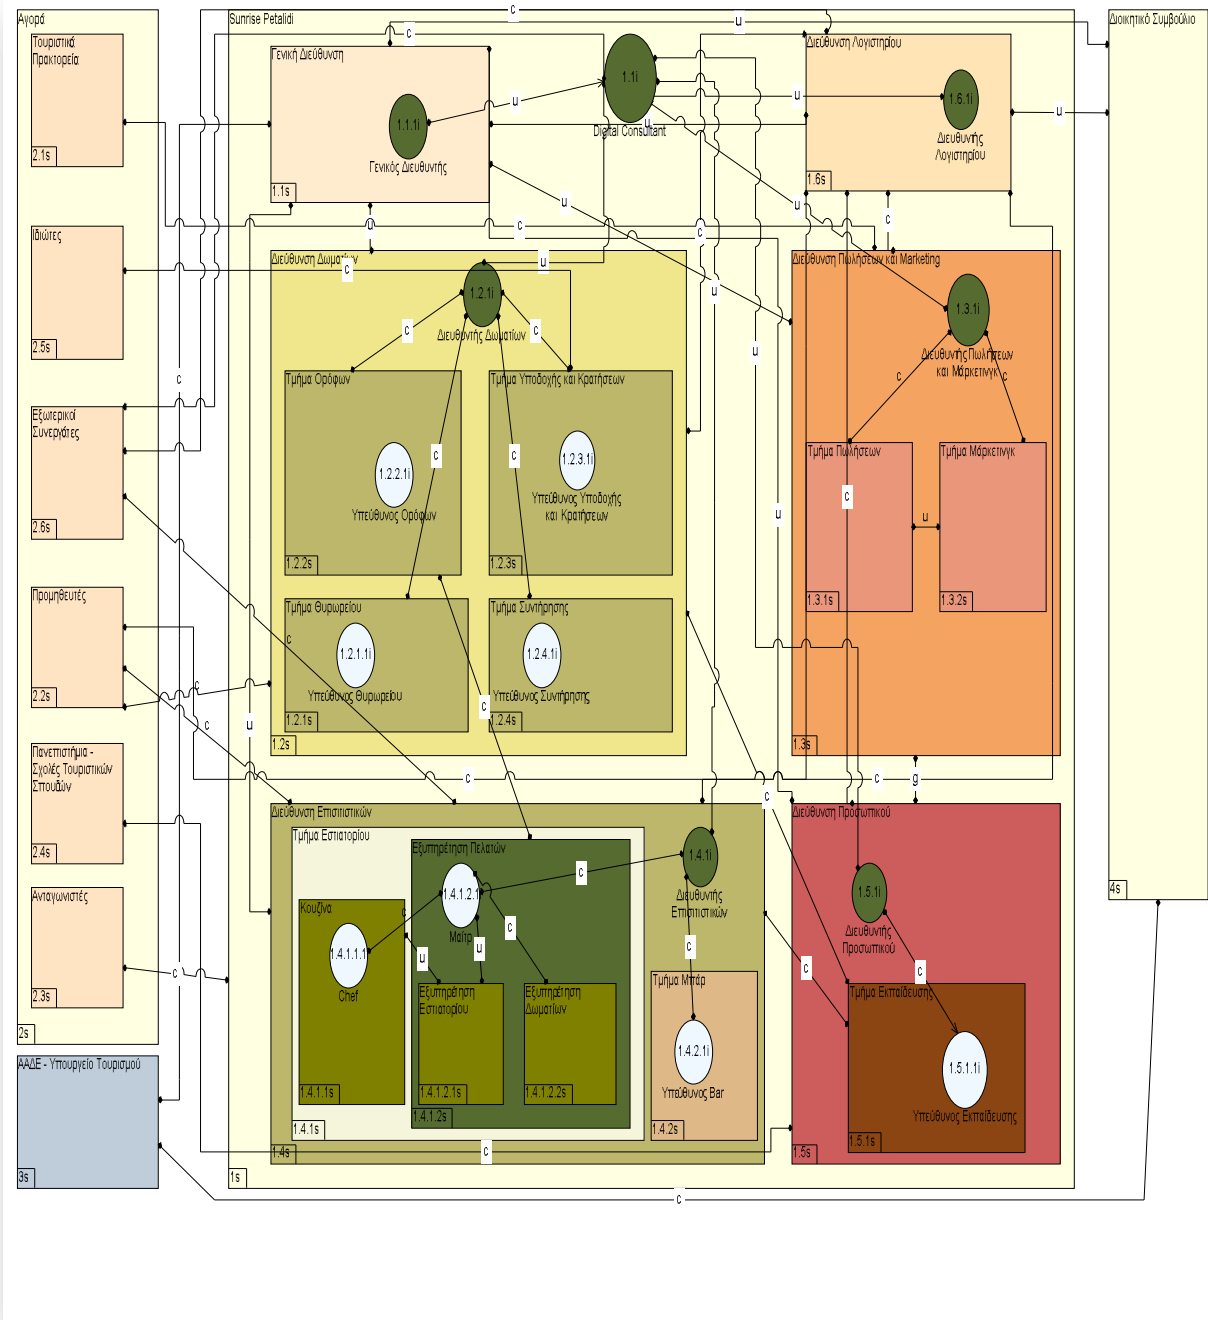 Αγορά
Τουριστικά
Πρακτορεία
2.1s
Ιδιώτες
2.5s
Εξωτερικοί
Συνεργάτες
2.6s
Προμηθευτές
2.2s
Πανεπιστήμια -
Σχολές Τουριστικών
Σπουδών
2.4s
Ανταγωνιστές
2.3s
2s
ΑΑΔΕ - Υπουργείο Τουρισμού
3s
Sunrise Petalidi
Γενική Διεύθυνση
1.1.1i
Γενικός Διευθυντής
1.1s
1.1i
Digital Consultant
Διεύθυνση Λογιστηρίου
1.6.1i
Διευθυντής
Λογιστηρίου
1.6s
Διεύθυνση Δωματίων
1.2.1i
Διευθυντής Δωματίων
Τμήμα Ορόφων
1.2.2.1i
Υπεύθυνος Ορόφων
1.2.2s
Τμήμα Υποδοχής και Κρατήσεων
1.2.3.1i
Υπεύθυνος Υποδοχής
και Κρατήσεων
1.2.3s
Τμήμα Θυρωρείου
1.2.1.1i
Υπεύθυνος Θυρωρείου
1.2.1s
Τμήμα Συντήρησης
1.2.4.1i
Υπεύθυνος Συντήρησης
1.2.4s
1.2s
Διεύθυνση Πωλήσεων και Marketing
1.3.1i
Διευθυντής Πωλήσεων
και Μάρκετινγκ
Τμήμα Πωλήσεων
1.3.1s
Τμήμα Μάρκετινγκ
1.3.2s
1.3s
Διεύθυνση Επισιτιστικών
Τμήμα Εστιατορίου
Κουζίνα
1.4.1.1.1
Chef
1.4.1.1s
Εξυπηρέτηση Πελατών
1.4.1.2.1
Μαίτρ
Εξυπηρέτηση
Εστιατορίου
1.4.1.2.1s
Εξυπηρέτηση
Δωματίων
1.4.1.2.2s
1.4.1.2s
1.4.1s
1.4.1i
Διευθυντής
Επισιτιστικών
Τμήμα Μπάρ
1.4.2.1i
Υπεύθυνος Bar
1.4.2s
1.4s
Διεύθυνση Προσωπικού
1.5.1i
Διευθυντής
Προσωπικού
Τμήμα Εκπαίδευσης
1.5.1.1i
Υπεύθυνος Εκπαίδευσης
1.5.1s
1.5s
1s
Διοικητικό Συμβούλιο
4s
c
u
c
u
u
u
u
u
u
c
u
c
c
u
c
u
c
c
c
c
c
u
c
c
c
u
c
c
c
c
u
c
c
c
g
c
c
c
u
u
c
c
c
c
c
c